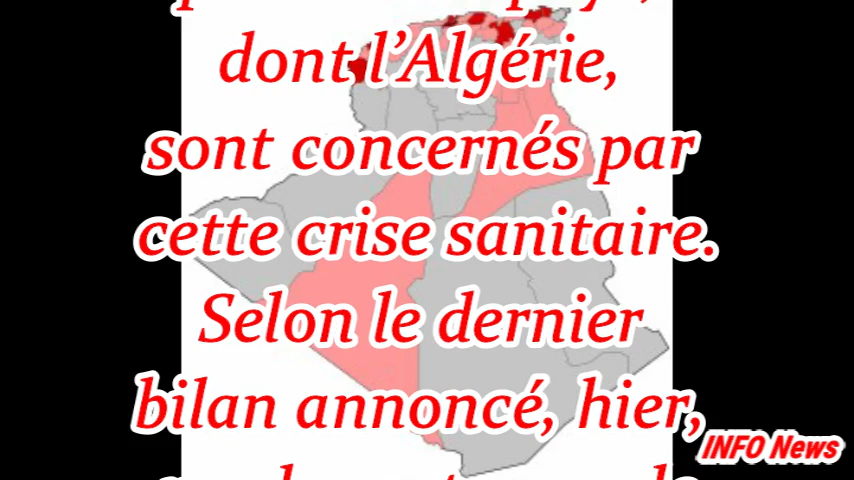 dont l’Algérie,
sont concernés par
cette crise sanitaire.
Selon le dernier
bilan annoncé, hier,
INFO News